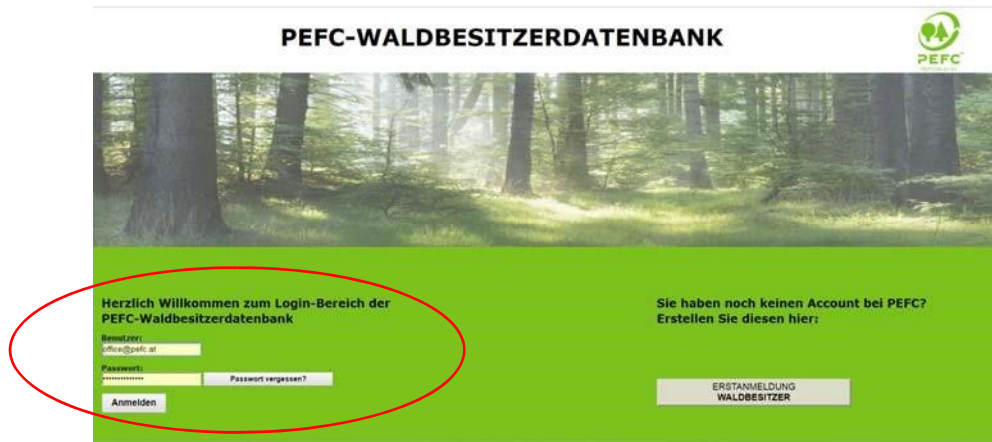 PEFC-WALDBESITZERDATENBANK
PEFC
Herzlich Willkommen zum Login-Bereich der
PEFC-Waldbesitzerdatenbank
Benutzer:
office@pefc.at
Passwort:
Passwort vergessen?
Anmelden
Sie haben noch keinen Account bei PEFC?
Erstellen Sie diesen hier:
ERSTANMELDUNG
WALDBESITZER